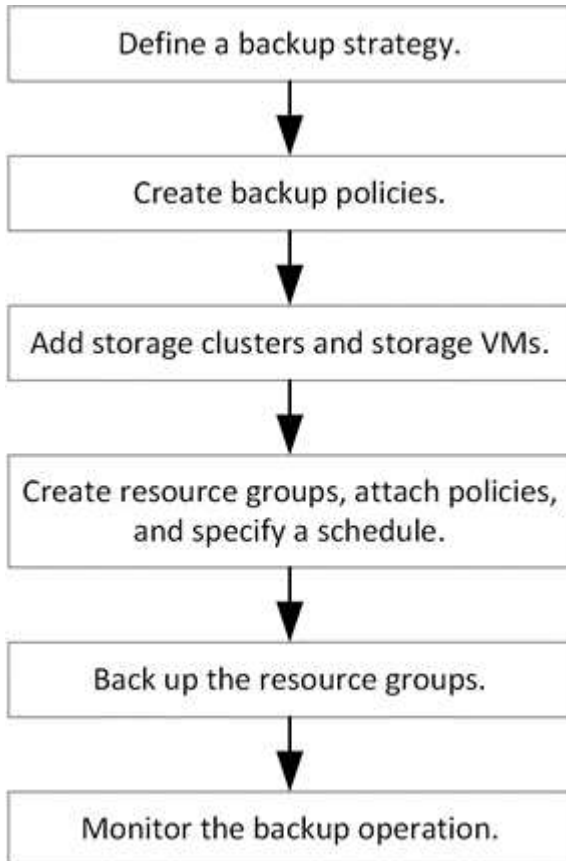 Define a backup strategy.
Create backup policies.
Add storage clusters and storage VMs.
Create resource groups, attach policies,
and specify a schedule.
Back up the resource groups.
Monitor the backup operation.